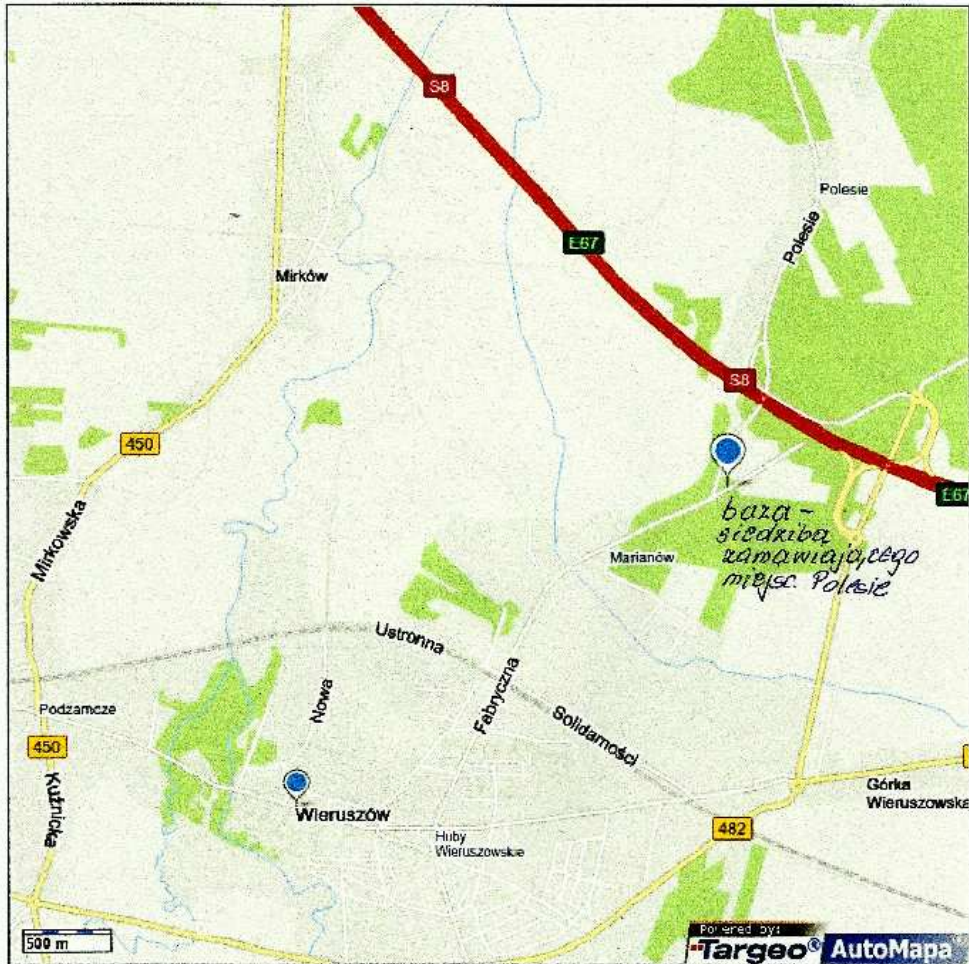 S8
E67
Polesie
Polesie
Mirków
S8
450
E67
baza -
siedziba
zamawiającego
miejsc. Polesie
Mirkowska
Marianów
Ustronna
Nowa
Fabryczna
Solidarności
Podzamcze
450
Kuźnicka
Wieruszów
Górka
Wieruszowska
482
Huby
Wieruszowskie
500 m
Powered by:
Targeo® AutoMapa